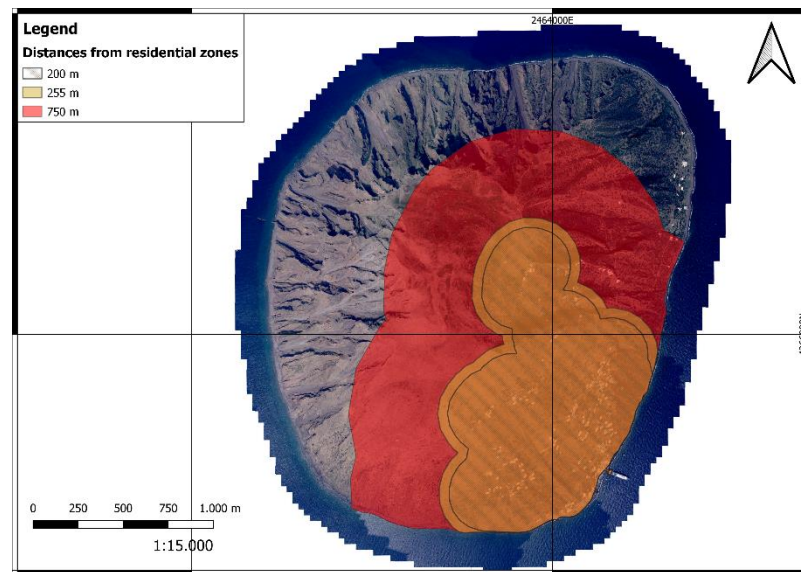 Legend
Distances from residential zones
200 m
255 m
750 m
2464000E
0 250 500 750 1.000 m
1:15.000